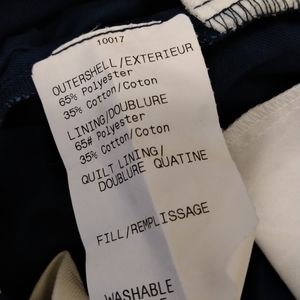 10017
OUTERSHELL/EXTERIEUR
65% Polyester
35% Cotton/Coton
LINING/DOUBLURE
65# Polyester
35% Cotton/Coton
QUILT LINING/
DOUBLURE QUATINE
FILL/REMPLISSAGE
WASHABLE